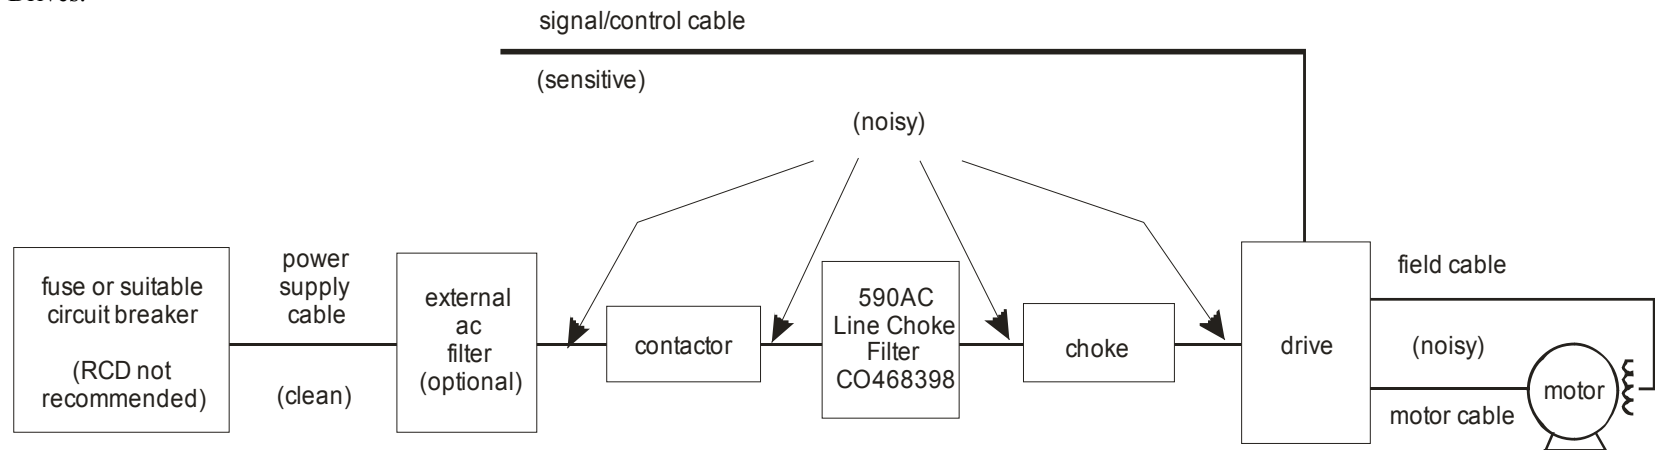 Drives.
signal/control cable
(sensitive)
(noisy)
fuse or suitable
circuit breaker
(RCD not
recommended)
power
supply
cable
(clean)
external
ac
filter
(optional)
contactor
590AC
Line Choke
Filter
CO468398
choke
drive
field cable
(noisy)
motor cable
motor